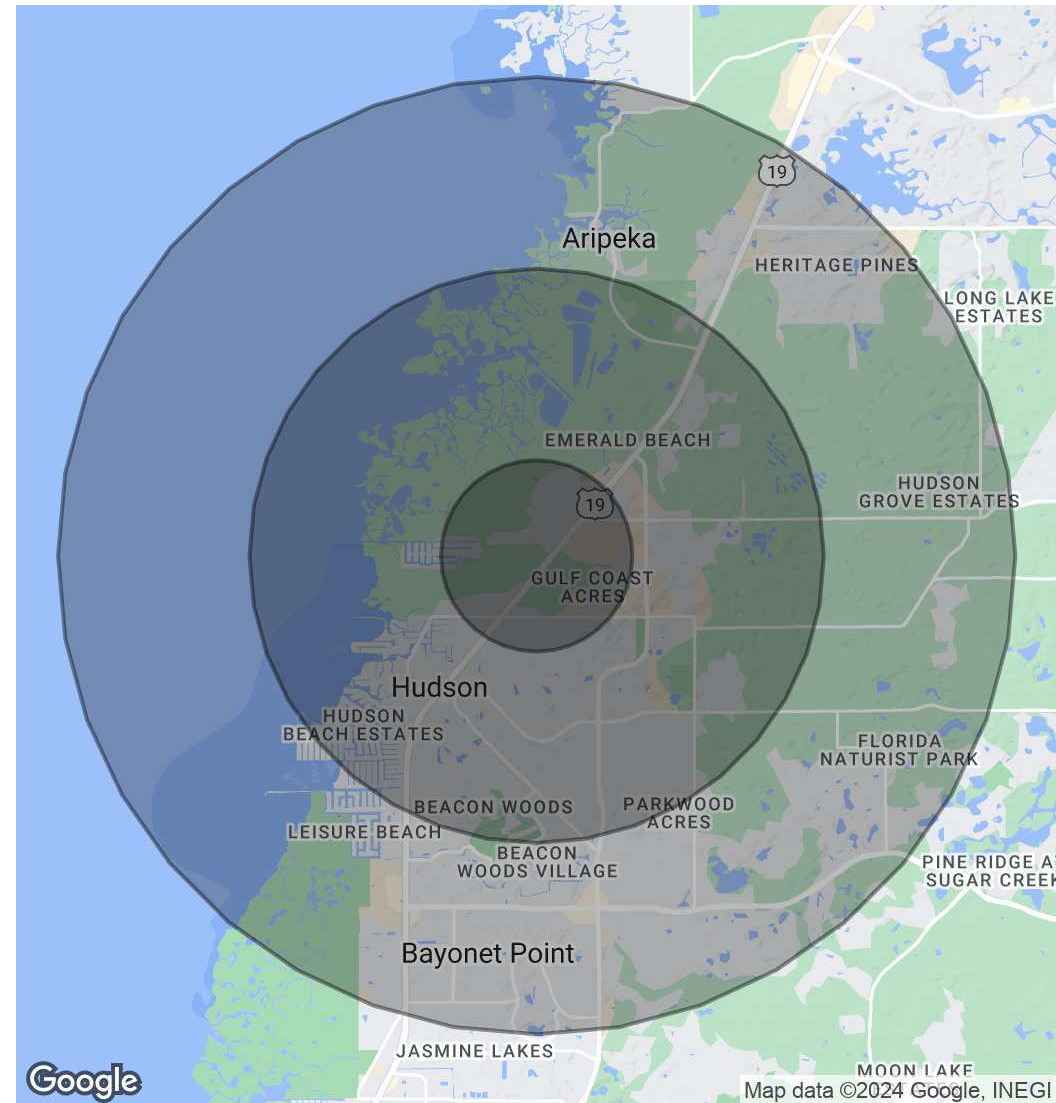 19
Aripeka
HERITAGE PINES
LONG LAKE
ESTATES
EMERALD BEACH
HUDSON
GROVE ESTATES
19
GULF COAST
ACRES
Hudson
HUDSON
BEACH ESTATES
FLORIDA
NATURIST PARK
BEACON WOODS
PARKWOOD
ACRES
LEISURE BEACH
BEACON
WOODS VILLAGE
PINE RIDGE AT
SUGAR CREEK
Bayonet Point
JASMINE LAKES
MOON LAKE
Google
Map data ©2024 Google, INEGI